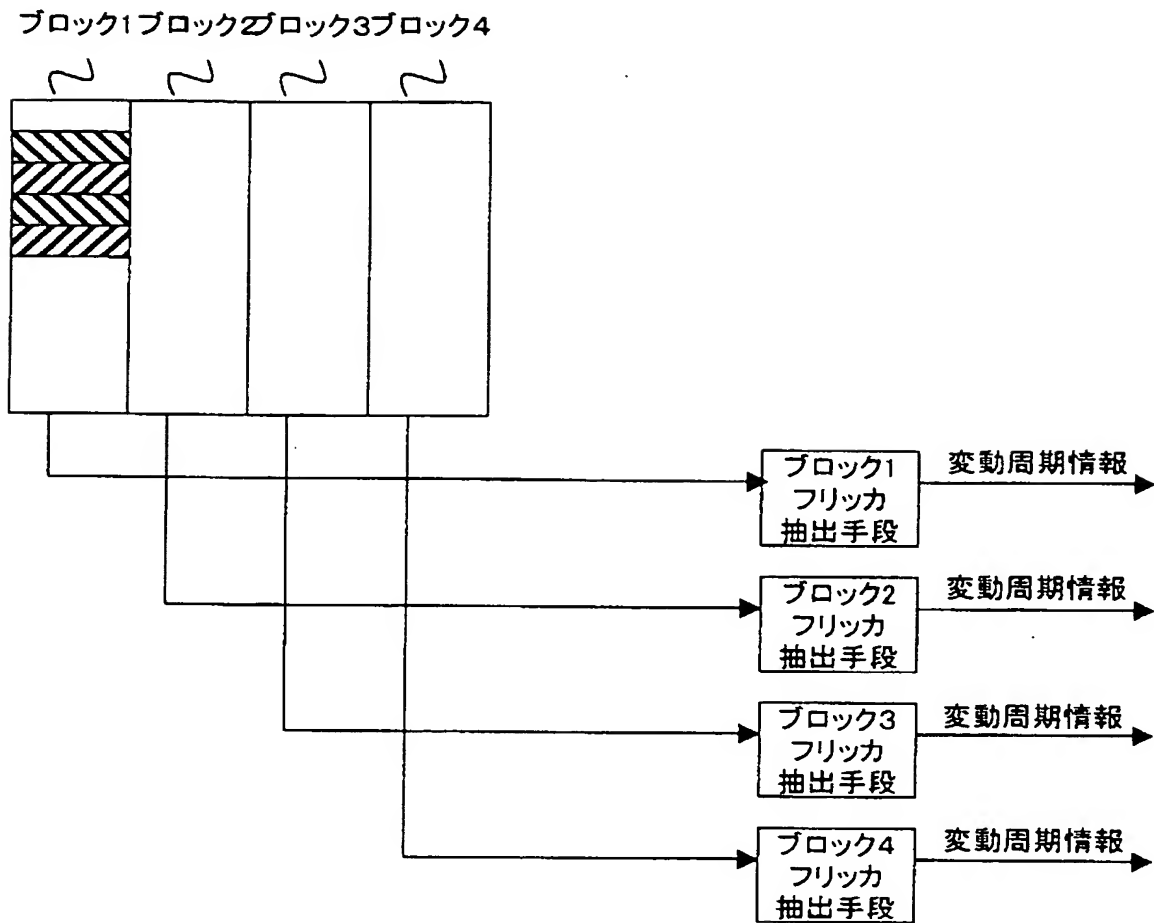 ブロック1ブロック2ブロック3ブロック4
ブロック1
フリッカ
抽出手段
変動周期情報
ブロック2
フリッカ
抽出手段
変動周期情報
ブロック3
フリッカ
抽出手段
変動周期情報
ブロック4
フリッカ
抽出手段
変動周期情報